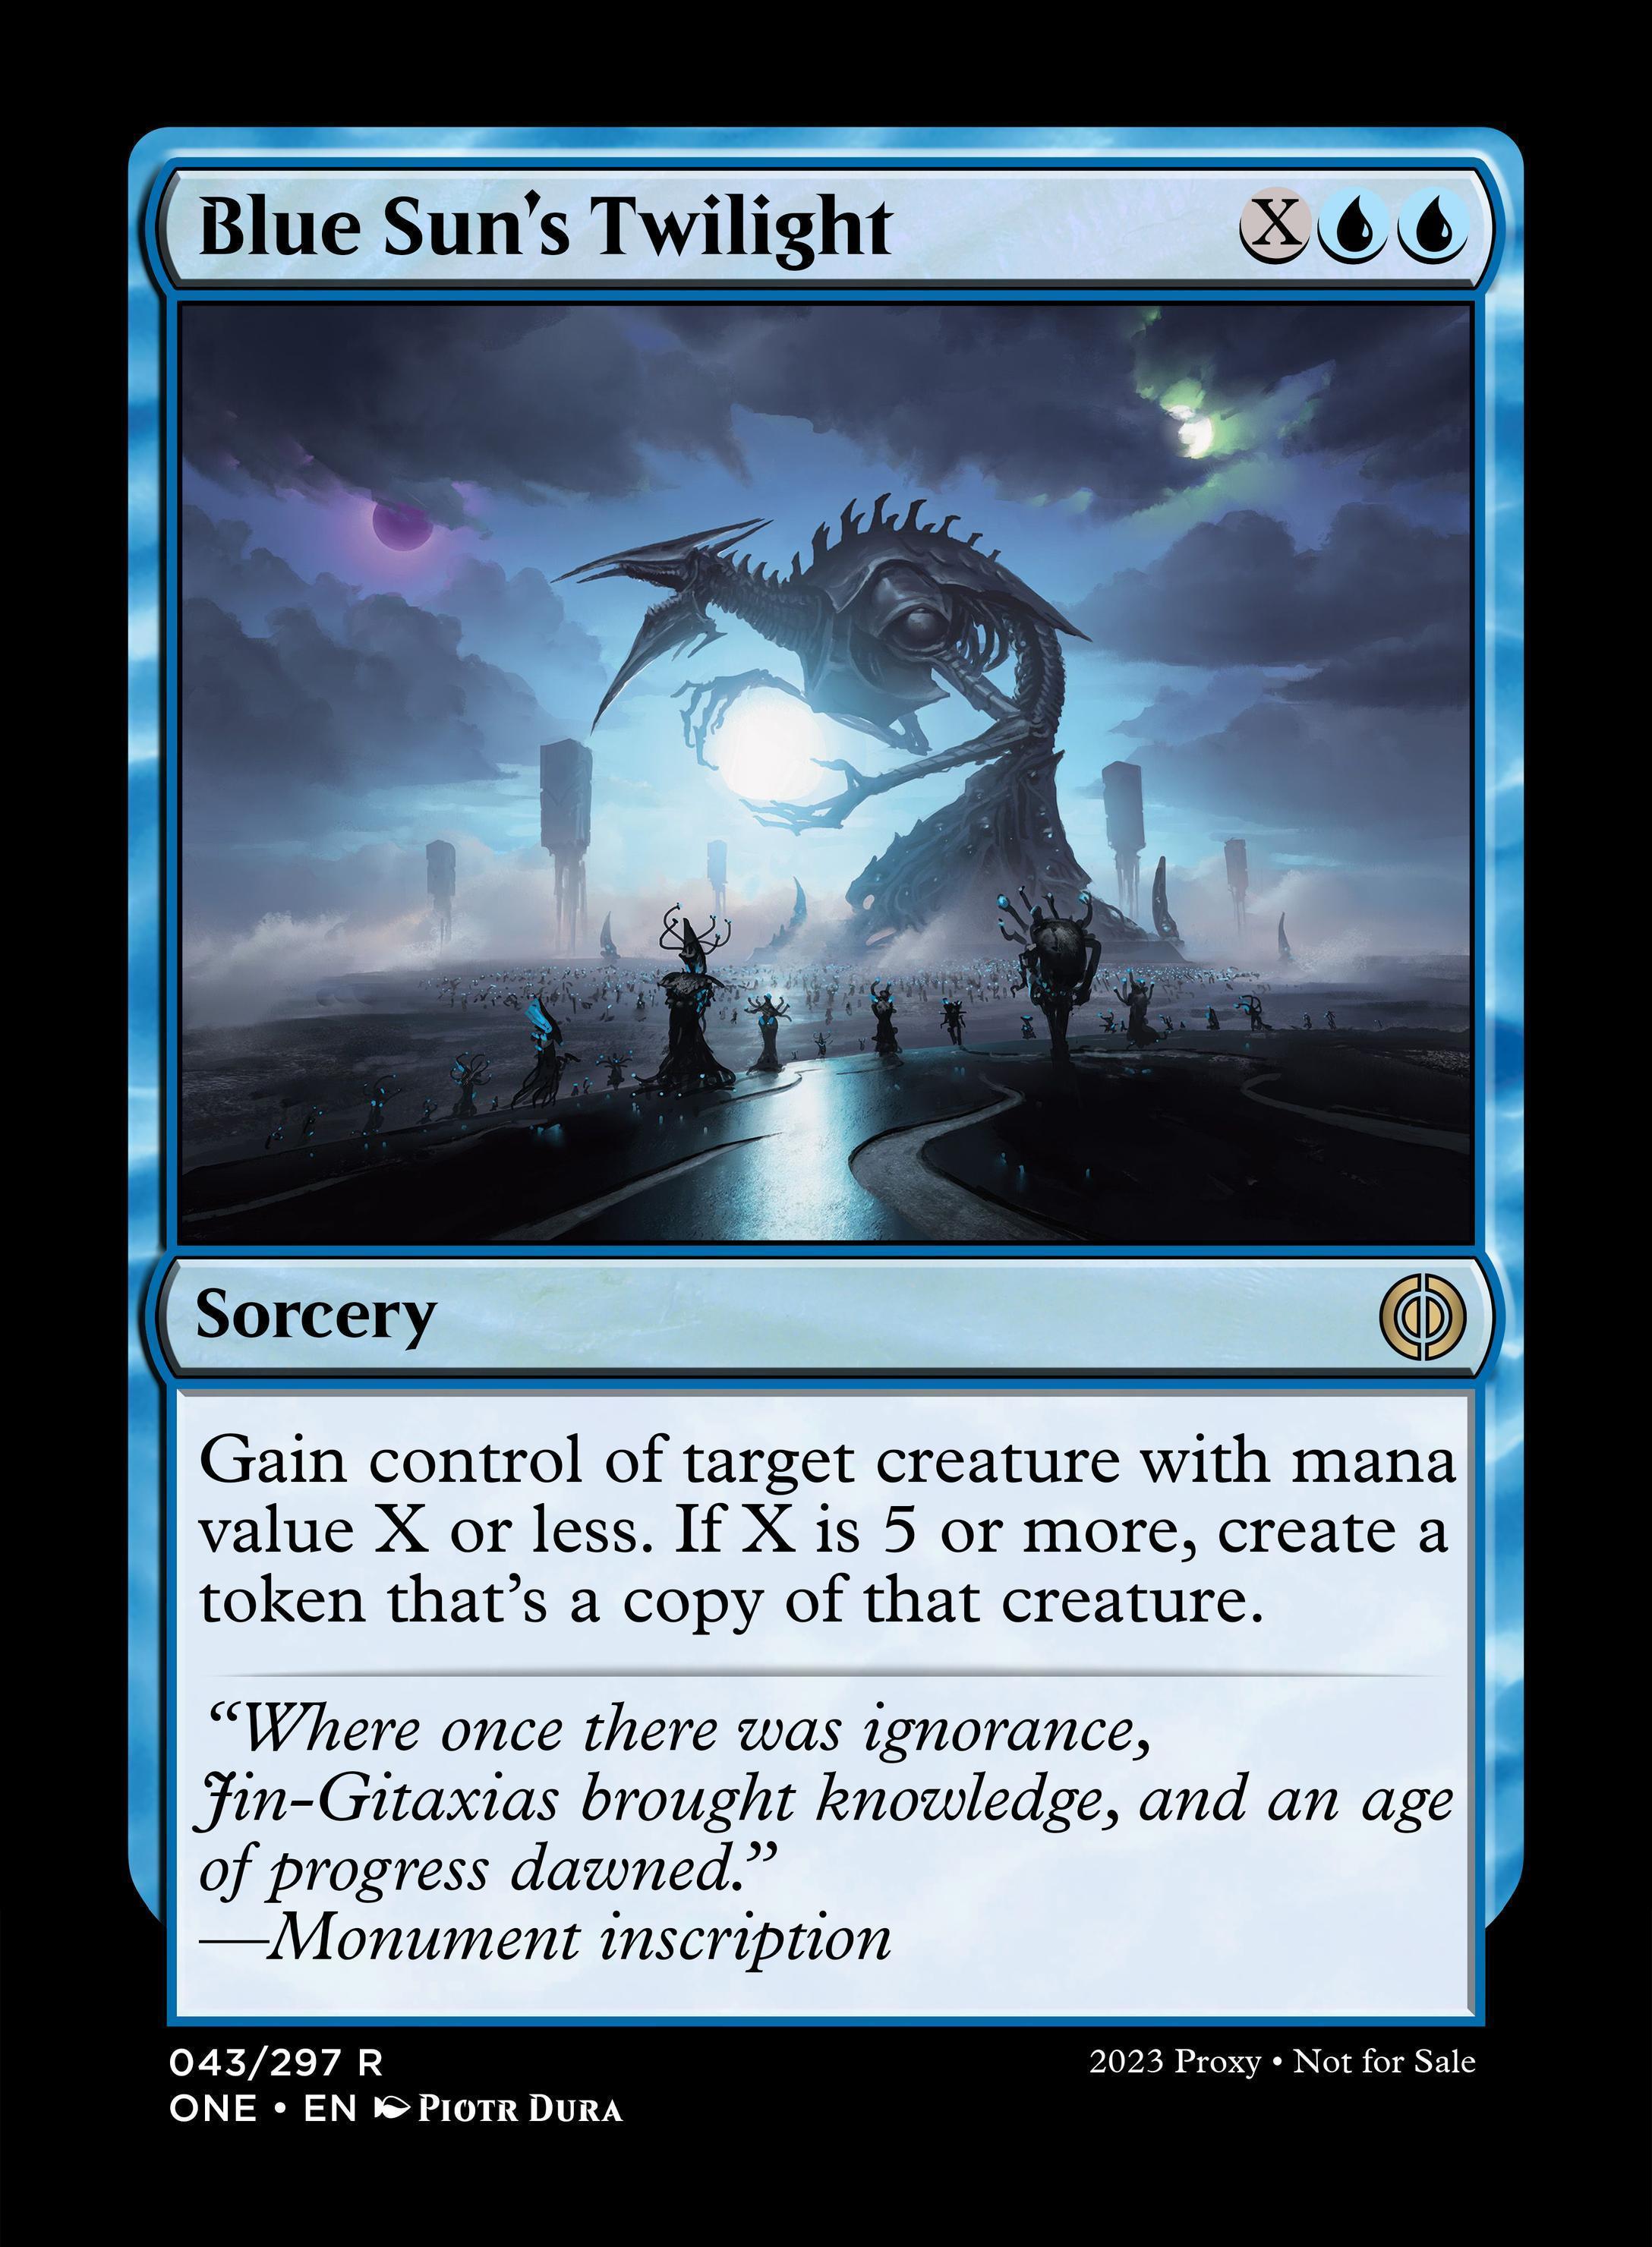 Blue Sun's Twilight X
Sorcery
Gain control of target creature with mana
value X or less. If X is 5 or more, create a
token that's a copy of that creature.
“Where once there was ignorance,
Jin-Gitaxias brought knowledge, and an age
of progress dawned.”
—Monument inscription
043/297 R
2023 Proxy • Not for Sale
ONE • EN Piotr Dura